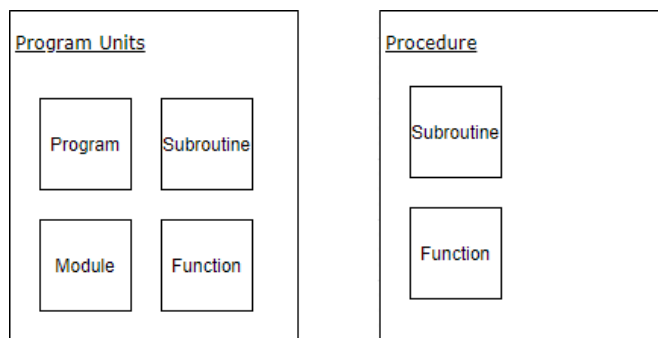 Program Units
Program
Subroutine
Module
Function
Procedure
Subroutine
Function